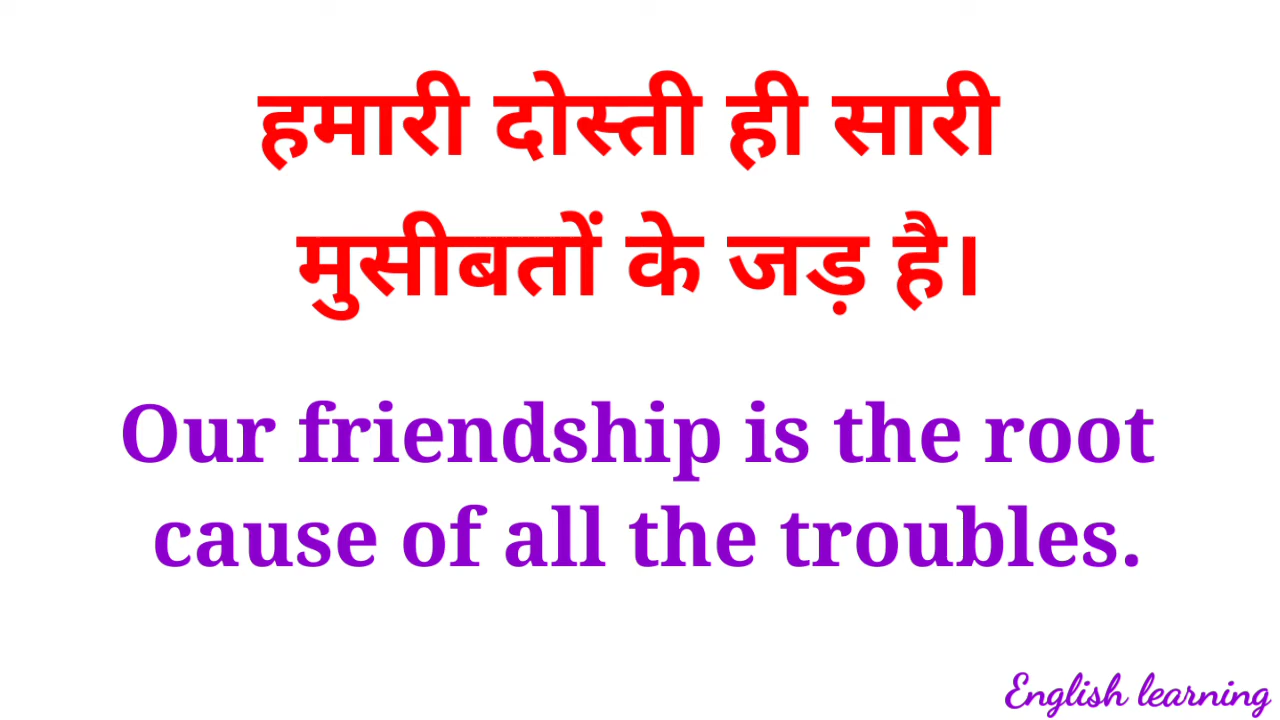 हमारी दोस्ती ही सारी
मुसीबतों के जड़ है।
Our friendship is the root
cause of all the troubles.
English learning